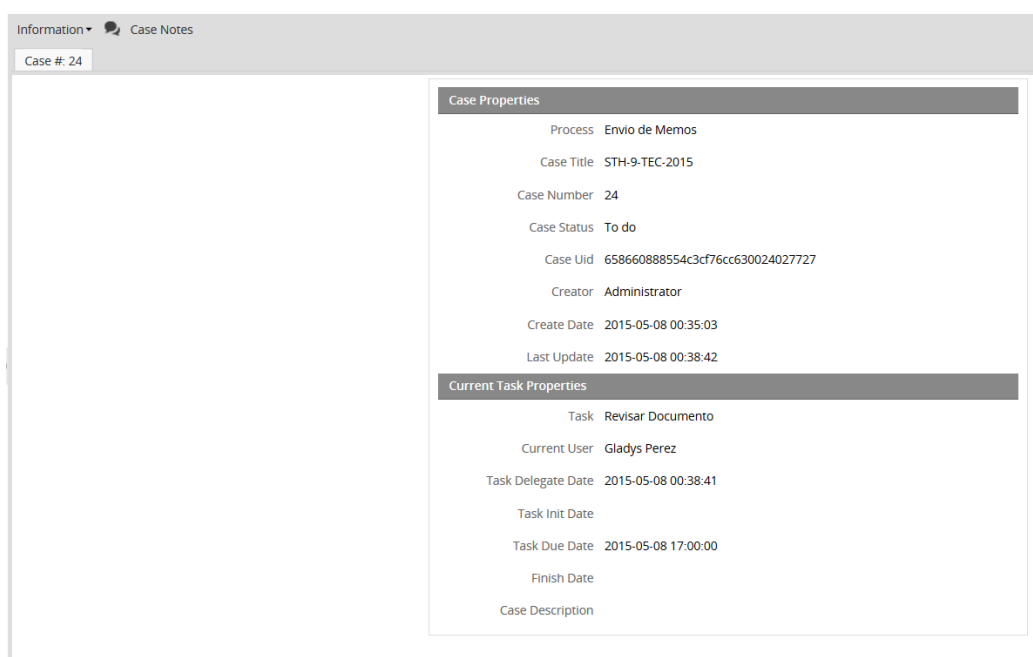 Information Case Notes
Case #: 24
Case Properties
Process Envio de Memos
Case Title STH-9-TEC-2015
Case Number 24
Case Status To do
Case Uid 658660888554c3cf76cc630024027727
Creator Administrator
Create Date 2015-05-08 00:35:03
Last Update 2015-05-08 00:38:42
Current Task Properties
Task Revisar Documento
Current User Gladys Perez
Task Delegate Date 2015-05-08 00:38:41
Task Init Date
Task Due Date 2015-05-08 17:00:00
Finish Date
Case Description